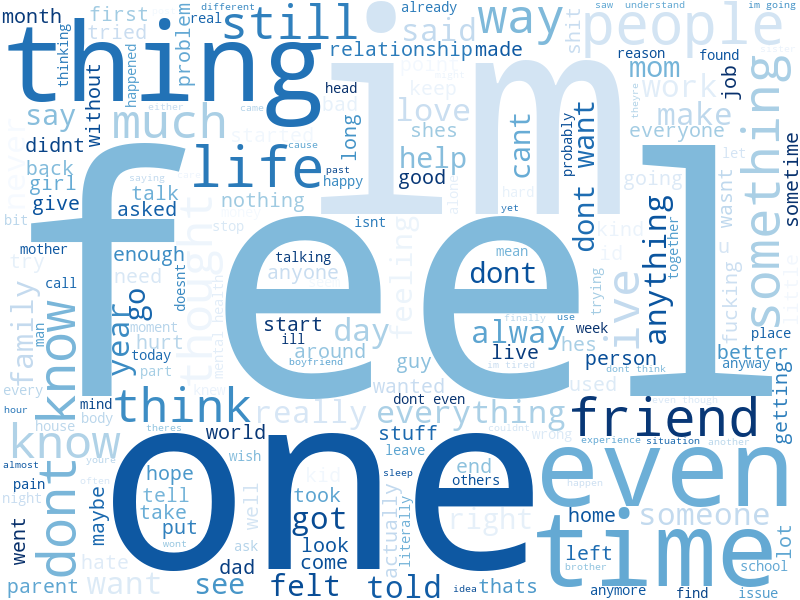 month
first
already
different
real
tried
problem
thinking
happened
still
said
way
shit
people
saw
understand
im going
thing
im
relationship
made
reason
found
mom
job
without
head
bad
point
keep
work
say
much
started
long
love
shes
cant
probably
dont want
make
everyone
something
either
came
cause
might
theyre
didnt
never
life
past
happy
help
good
back
girl
talk
nothing
alone
hard
going
let
wasnt
sometime
give
asked
thought
stop
yet
kind
id
anything
together
little
bit
mother
feel
isnt
feeling
talking
mean
dont
anyone
enough
need
doesnt
try
call
family
man
know
year
go
moment
hurt
today
part
mental health
start
ill
day
around
boyfriend
guy
finally
use
alway
week
live
hes
trying
ive
person
fucking
u
place
better
anyway
im tired
dont think
every
mind
body
think
knew
wanted
dont even
used
even though
getting
hour
house
know
theres
world
really
everything
couldnt
wrong
friend
experience
situation
another
stuff
leave
wish
almost
youre
pain
night
often
dont
hope
tell
take
put
one
kid
took
got
look
come
well
sleep
end
others
even
happen
right
actually
literally
home
someone
time
left
lot
school
brother
went
maybe
hate
wont
ask
dad
parent
want
see
felt
told
idea
thats
anymore
find
issue
saying